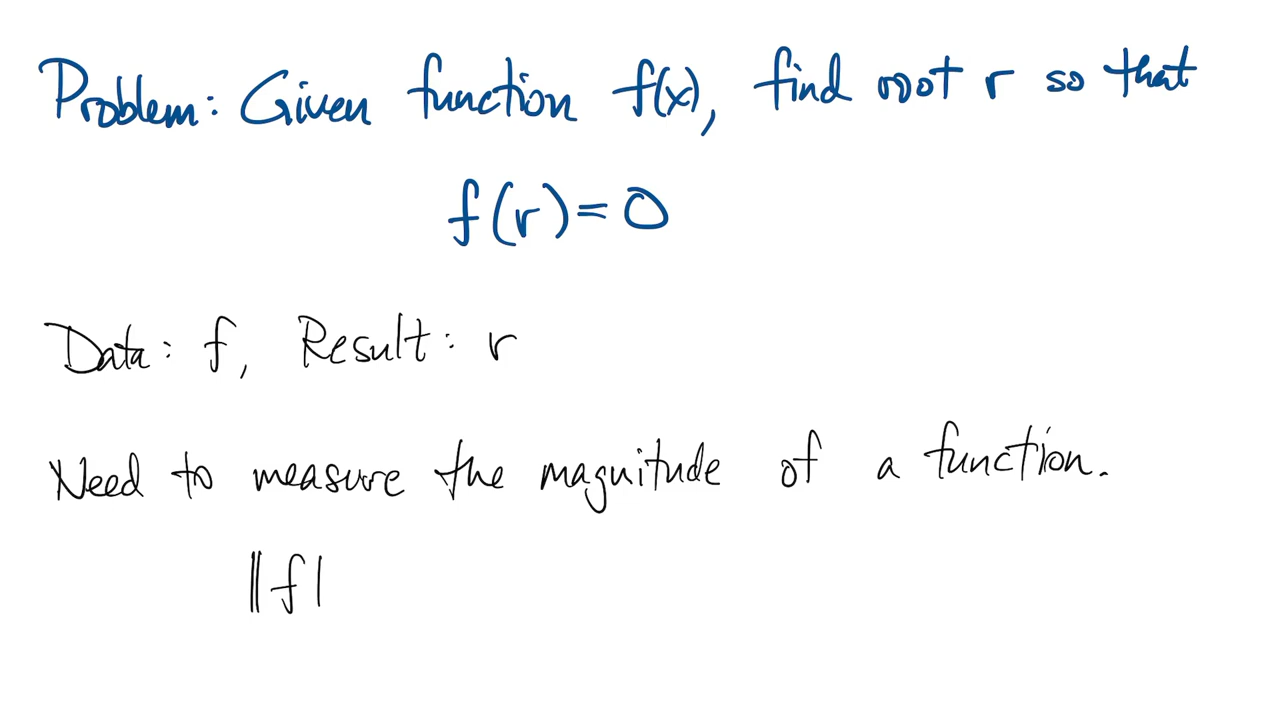 Problem: Given function f(x), find root r so that
f(r)=0
Data: f, Result: r
Need to measure the magnitude of a function.
||f|